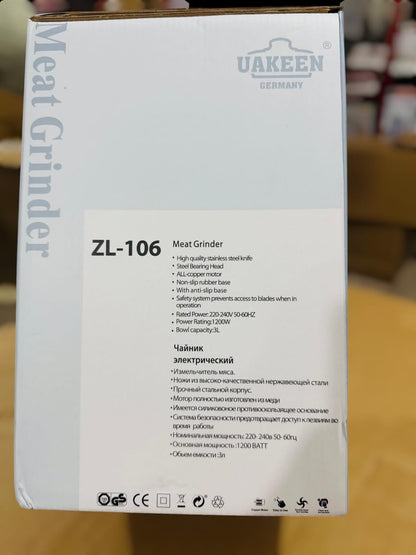 Meat Grinder
UAKEEN ®
GERMANY
ZL-106
Meat Grinder
• High quality stainless steel knife
• Steel Bearing Head
• ALL-copper motor
• Non-slip rubber base
• With anti-slip base
• Safety system prevents access to blades when in
operation
• Rated Power: 220-240V 50-60HZ
• Power Rating:1200W
• Bowl capacity:3L
Чайник
электрический
•Измельчитель мяса.
•Ножи из высоко-качественной нержавеющей стали
•Прочный стальной корпус.
•Мотор полностью изготовлен из меди
•Имеется силиконовое противоскользящее основание
•Система безопасности предотвращает доступ к лезвиям во
время работы
•Номинальная мощность: 220- 240в 50- 60гц
•Основная мощность :1200 ВАТТ
•Объем емкости :3л
GS CE